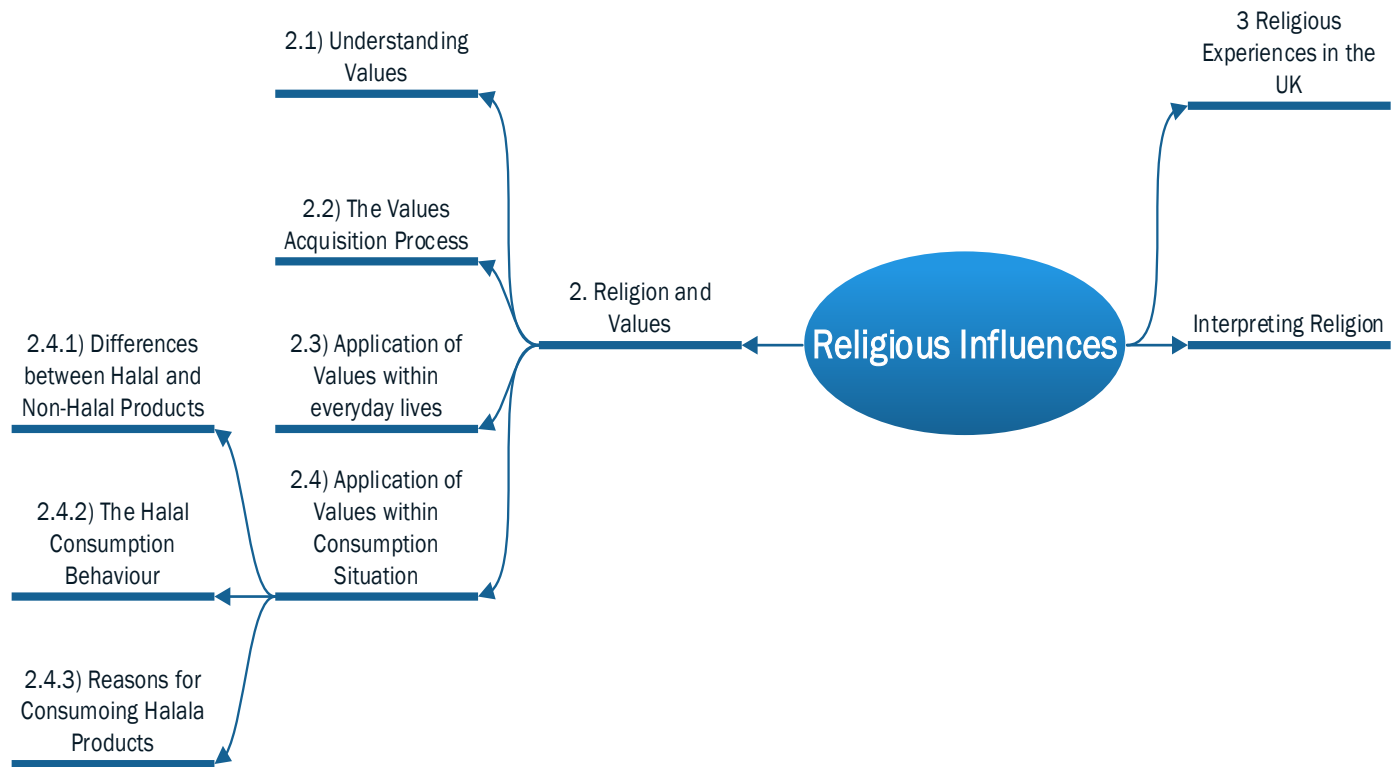 2.1) Understanding
Values
2.2) The Values
Acquisition Process
2.3) Application of
Values within
everyday lives
2.4) Application of
Values within
Consumption
Situation
2.4.1) Differences
between Halal and
Non-Halal Products
2.4.2) The Halal
Consumption
Behaviour
2.4.3) Reasons for
Consumoing Halala
Products
2. Religion and
Values
Religious Influences
3 Religious
Experiences in the
UK
Interpreting Religion